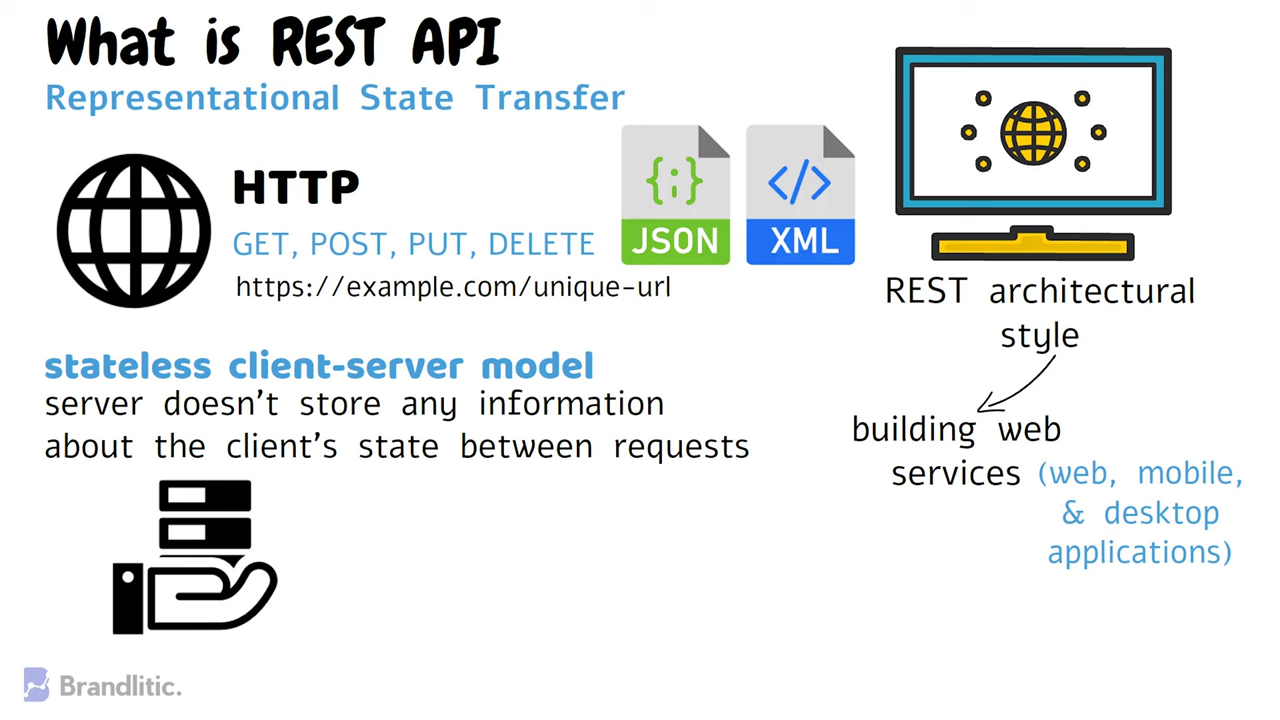 What is REST API
Representational State Transfer
HTTP
GET, POST, PUT, DELETE
https://example.com/unique-url
{;}
JSON
</>
XML
stateless client-server model
server doesn't store any information
about the client's state between requests
REST architectural
style
building web
services (web, mobile,
& desktop
applications)
Brandlitic.